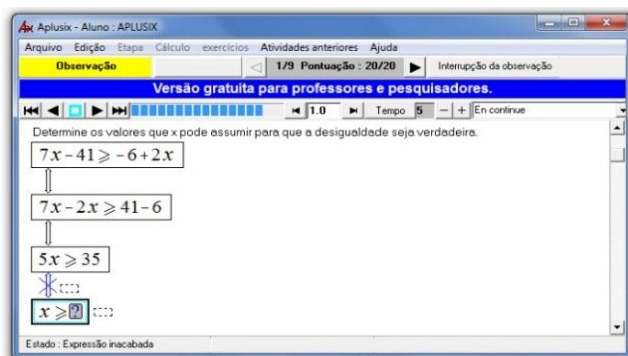 Aplusix - Aluno : APLUSIX
Arquivo Edição Etapa Cálculo exercícios Atividades anteriores Ajuda
Observação 1/9 Pontuação : 20/20 Interrupção da observação
Versão gratuita para professores e pesquisadores.
1.0 Tempo 5 - + En continue
Determine os valores que x pode assumir para que a desigualdade seja verdadeira.
7x-41⩾-6+2x
7x-2x⩾41-6
5x⩾35
x⩾?
Estado : Expressão inacabada